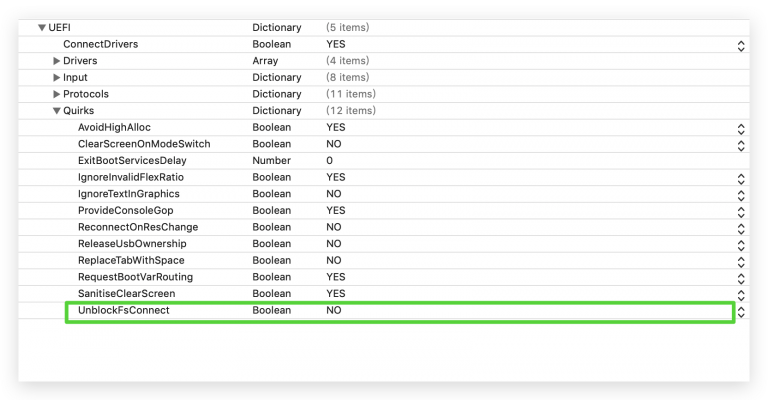 UEFI Dictionary (5 items)
ConnectDrivers Boolean YES
Drivers Array (4 items)
Input Dictionary (8 items)
Protocols Dictionary (11 items)
Quirks Dictionary (12 items)
AvoidHighAlloc Boolean YES
ClearScreenOnModeSwitch Boolean NO
ExitBootServicesDelay Number 0
IgnoreInvalidFlexRatio Boolean YES
IgnoreTextInGraphics Boolean NO
ProvideConsoleGop Boolean YES
ReconnectOnResChange Boolean NO
ReleaseUsbOwnership Boolean NO
ReplaceTabWithSpace Boolean NO
RequestBootVarRouting Boolean YES
SanitiseClearScreen Boolean YES
UnblockFsConnect Boolean NO